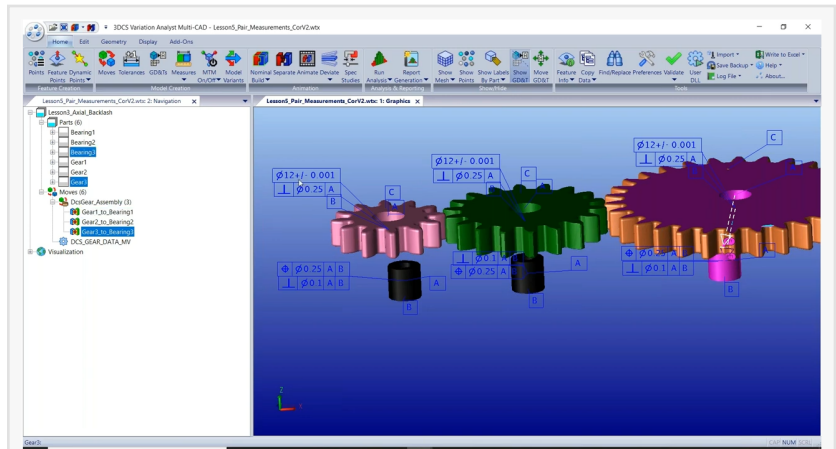 3DCS Variation Analyst Multi-CAD - Lesson5_Pair_Measurements_CorV2.wtx
Home Edit Geometry Display Add-Ons
Points Feature Points Dynamic Points Moves Tolerances GD&Ts Measures MTM On/Off Model Variants Nominal Build Separate Animate Deviate Spec Studies Run Analysis Report Generation Show Mesh Show Points Show Labels By Part Show GD&T Move GD&T Feature Info Copy Data Find/Replace Preferences Validate User DLL
Import
Save Backup
Log File
Write to Excel
Help
About...
Feature Creation Model Creation Animation Analysis & Reporting Show/Hide Tools
Lesson5_Pair_Measurements_CorV2.wtx: 2: Navigation x
Lesson5_Pair_Measurements_CorV2.wtx: 1: Graphics x
Lesson3_Axial_Backlash
Parts (6)
Bearing1
Bearing2
Bearing3
Gear1
Gear2
Gear3
Moves (6)
DcsGear_Assembly (3)
Gear1_to_Bearing1
Gear2_to_Bearing2
Gear3_to_Bearing3
DCS_GEAR_DATA_MV
Visualization
Ø12+/- 0.001
⊥ Ø0.25 A
B
C
A
⌖ Ø0.25 A B
⊥ Ø0.1 A B
A
B
Ø12+/- 0.001
⊥ Ø0.25 A
B
C
A
⊥ Ø0.1 A B
⌖ Ø0.25 A B
A
B
Ø12+/- 0.001
⊥ Ø0.25 A
B
C
A
⌖ Ø0.25 A B
⊥ Ø0.1 A B
A
B
Z
Gear3:
CAP NUM SCRL